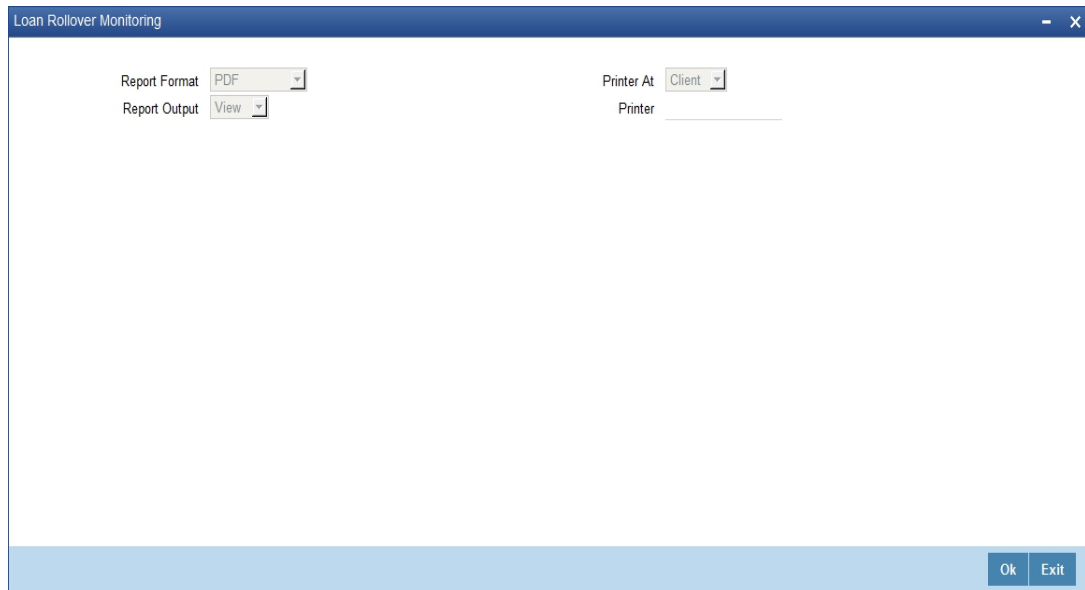 Loan Rollover Monitoring
Report Format PDF Printer At Client
Report Output View Printer
Ok Exit